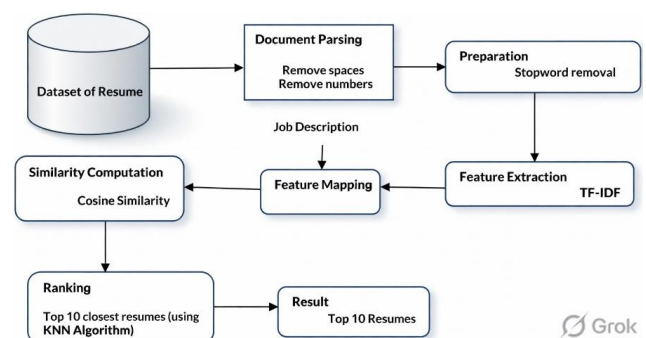 Dataset of Resume
Document Parsing
Remove spaces
Remove numbers
Preparation
Stopword removal
Job Description
Similarity Computation
Cosine Similarity
Feature Mapping
Feature Extraction
TF-IDF
Ranking
Top 10 closest resumes (using
KNN Algorithm)
Result
Top 10 Resumes
Grok